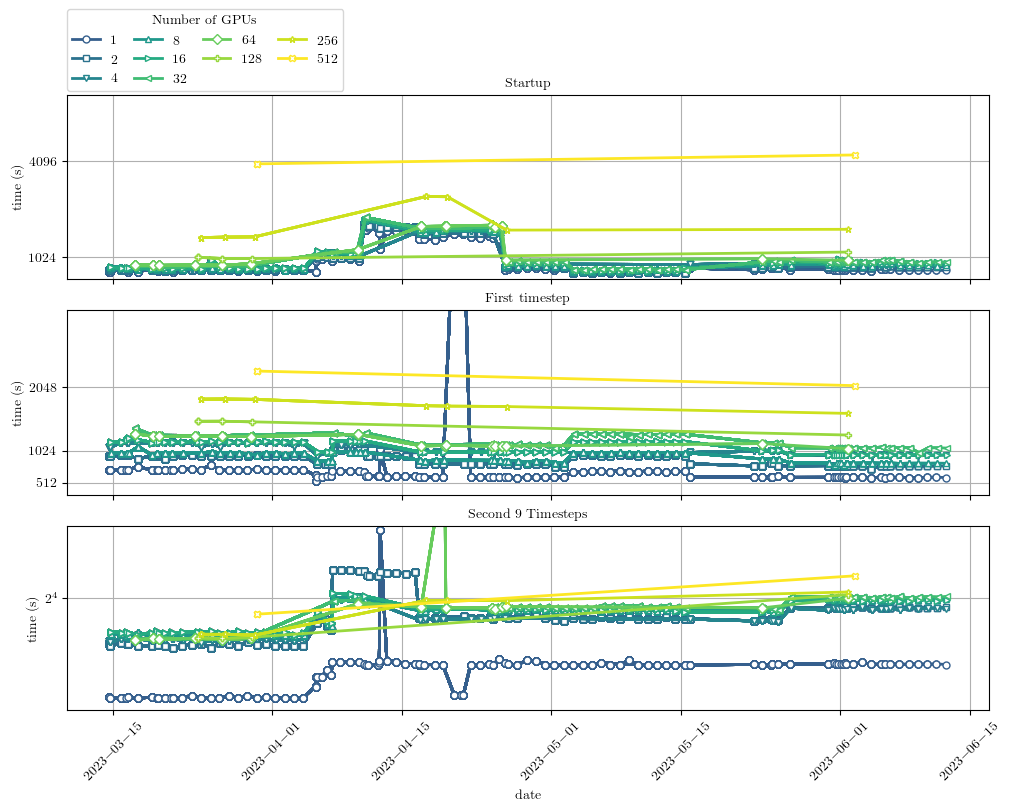 Number of GPUs
1 8 64 256
2 16 128 512
4 32
Startup
time (s)
4096
1024
First timestep
time (s)
2048
1024
512
Second 9 Timesteps
time (s)
2⁴
2023−03−15 2023−04−01 2023−04−15 2023−05−01 2023−05−15 2023−06−01 2023−06−15
date